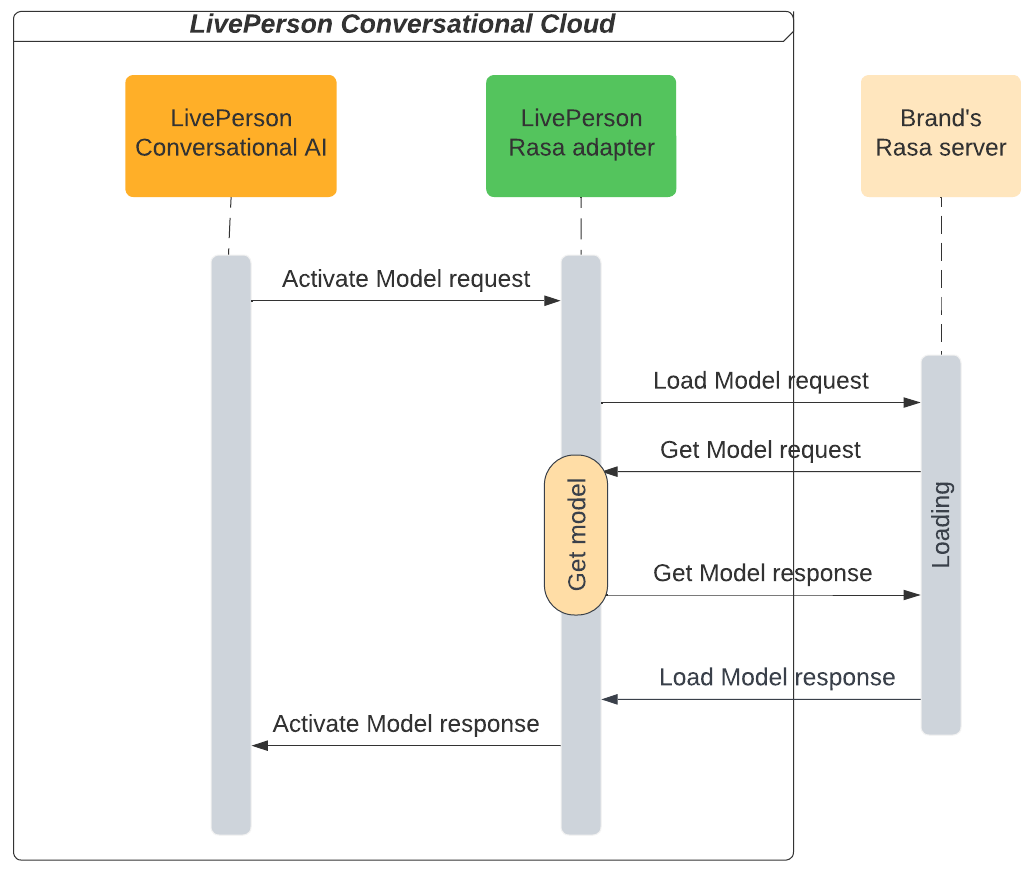 LivePerson Conversational Cloud
LivePerson
Conversational AI
LivePerson
Rasa adapter
Brand's
Rasa server
Activate Model request
Load Model request
Get Model request
Get model
Loading
Get Model response
Load Model response
Activate Model response